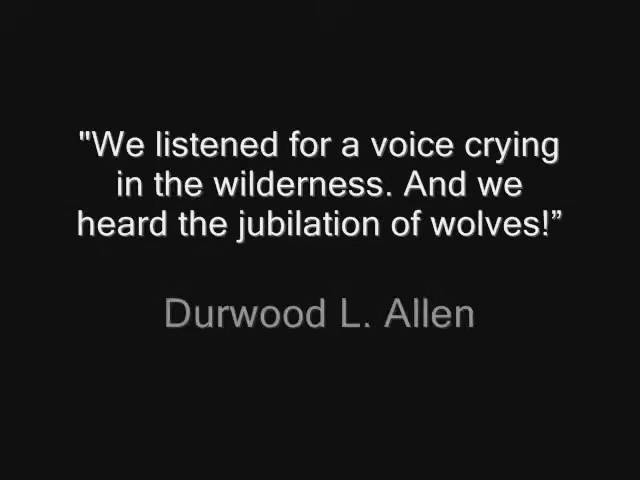 "We listened for a voice crying
in the wilderness. And we
heard the jubilation of wolves!”
Durwood L. Allen